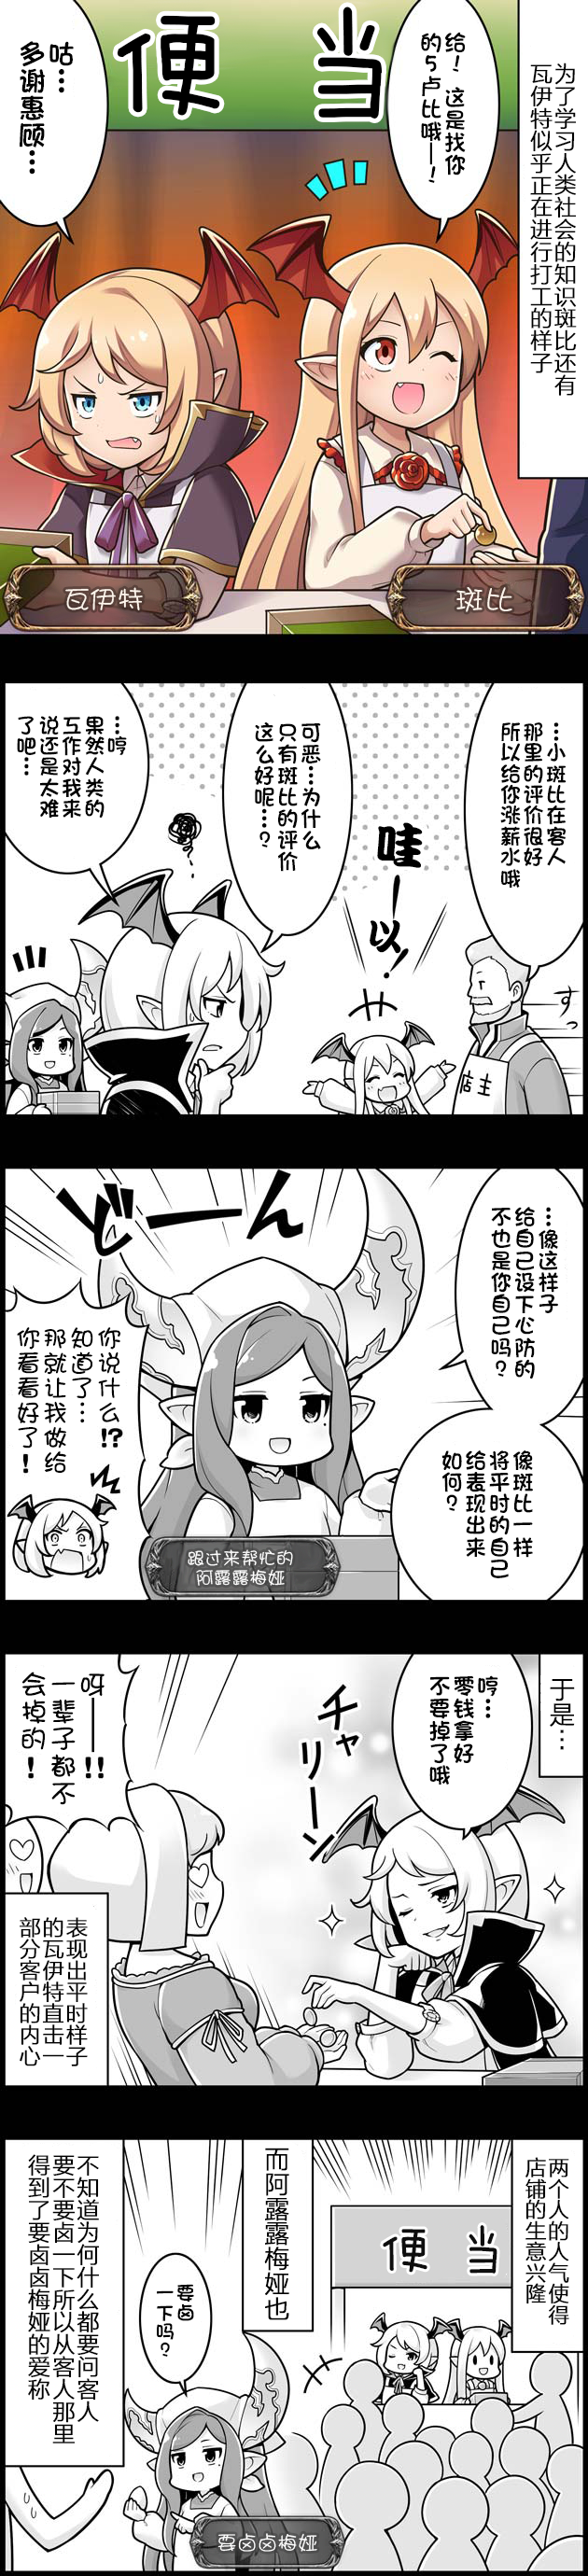 为了学习人类社会的知识斑比还有
瓦伊特似乎正在进行打工的样子
便当
给！这是找你
的5卢比哦—！
咕…
多谢惠顾…
瓦伊特
斑比
…小斑比在客人
那里的评价很好
所以给你涨薪水哦
すっ
店主
哇—以！
可恶…为什么
只有斑比的评价
这么好呢…？
…哼
果然人类的
工作对我来
说还是太难
了吧…
…像这样子
给自己设下心防的
不也是你自己吗？
どーん
像斑比一样
将平时的自己
给表现出来
如何？
你说什么!?
知道了…
那就让我做给
你看看好了！
跟过来帮忙的
阿露露梅娅
于是…
哼…
零钱拿好
不要掉了哦
チャリーン
呀——!!
一辈子都不
会掉的！
表现出平时样子
的瓦伊特直击一
部分客户的内心
两个人的人气使得
店铺的生意兴隆
便当
而阿露露梅娅也
要卤
一下吗？
不知道为何什么都要问客人
要不要卤一下所以从客人那里
得到了要卤卤梅娅的爱称
要卤卤梅娅